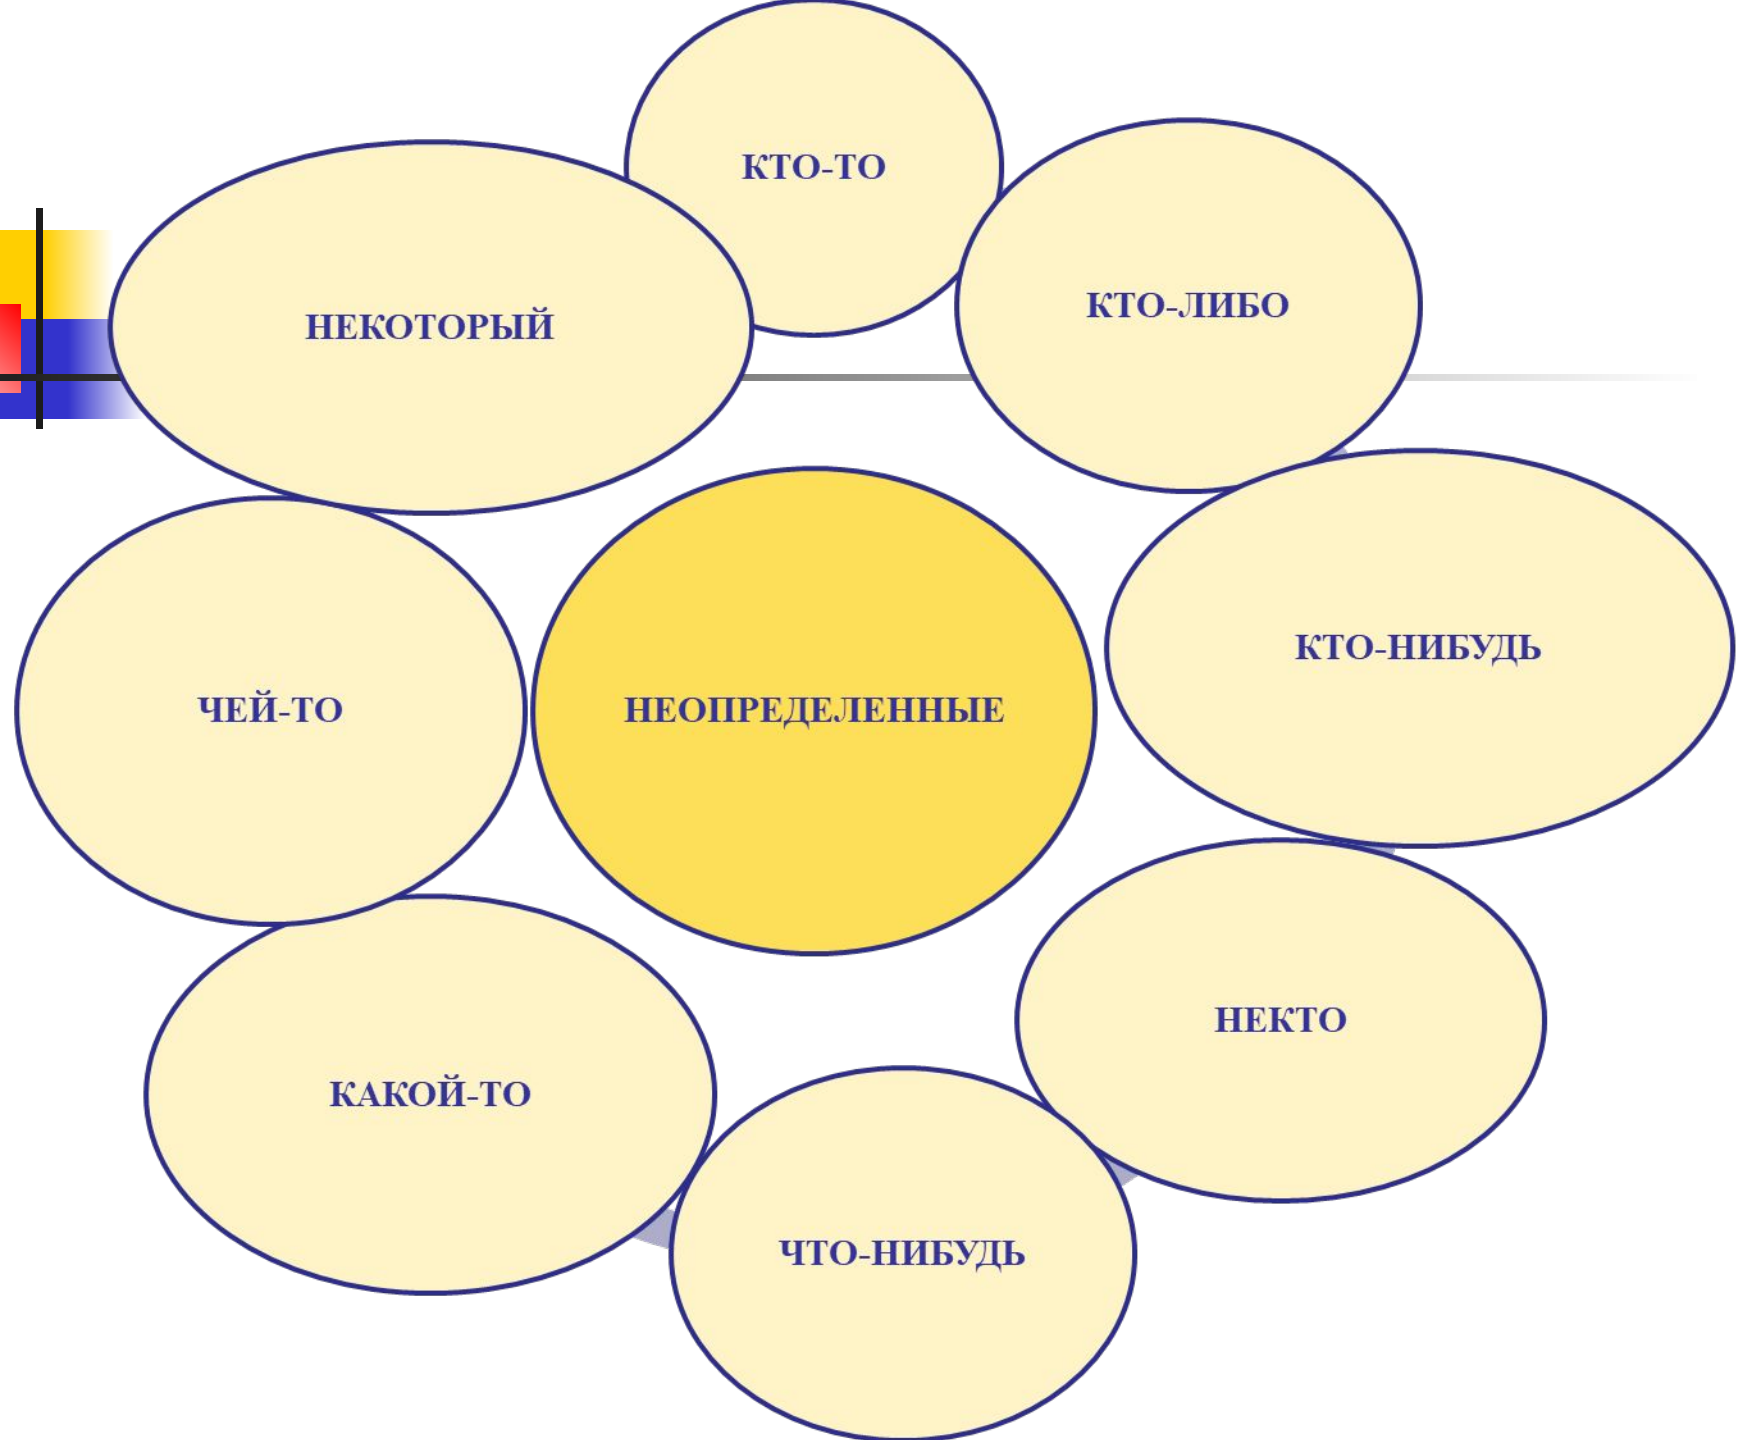 КТО-ТО
КТО-ЛИБО
НЕКОТОРЫЙ
КТО-НИБУДЬ
ЧЕЙ-ТО
НЕОПРЕДЕЛЕННЫЕ
НЕКТО
КАКОЙ-ТО
ЧТО-НИБУДЬ